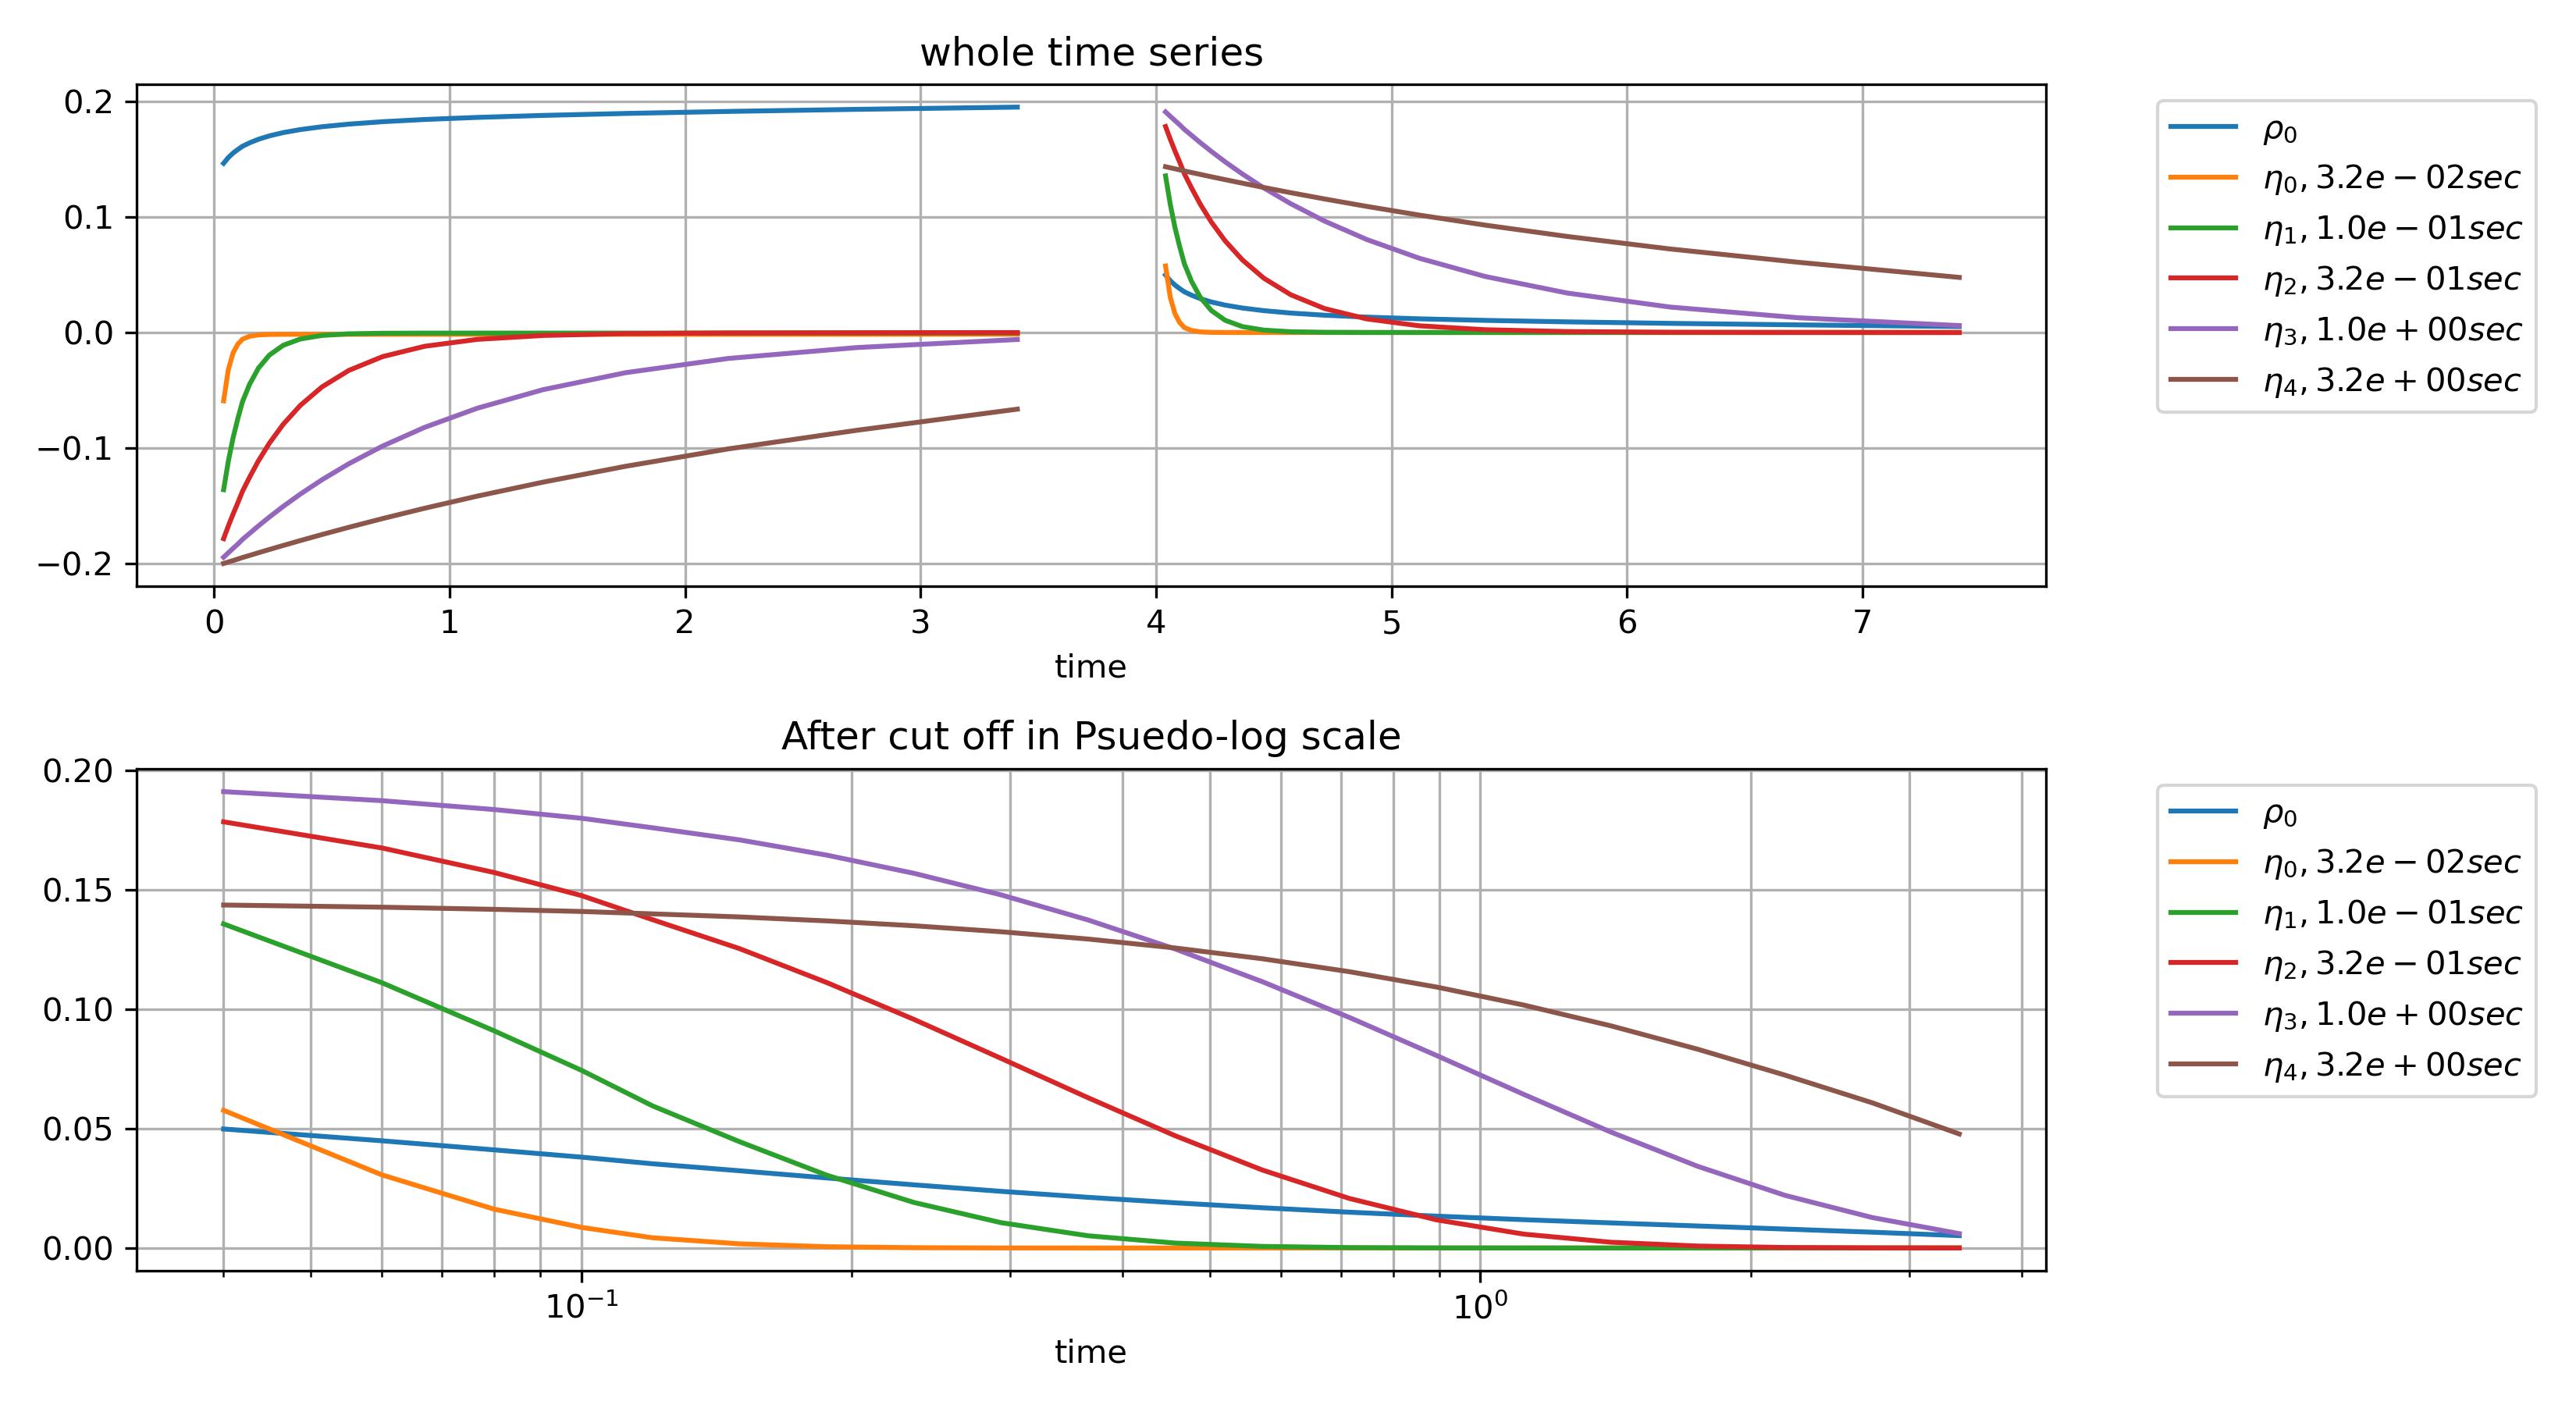 whole time series
0.2
0.1
0.0
−0.1
−0.2
0 1 2 3 4 5 6 7
time
ρ₀
η₀, 3.2e − 02sec
η₁, 1.0e − 01sec
η₂, 3.2e − 01sec
η₃, 1.0e + 00sec
η₄, 3.2e + 00sec
After cut off in Psuedo-log scale
0.20
0.15
0.10
0.05
0.00
10⁻¹ 10⁰
time
ρ₀
η₀, 3.2e − 02sec
η₁, 1.0e − 01sec
η₂, 3.2e − 01sec
η₃, 1.0e + 00sec
η₄, 3.2e + 00sec